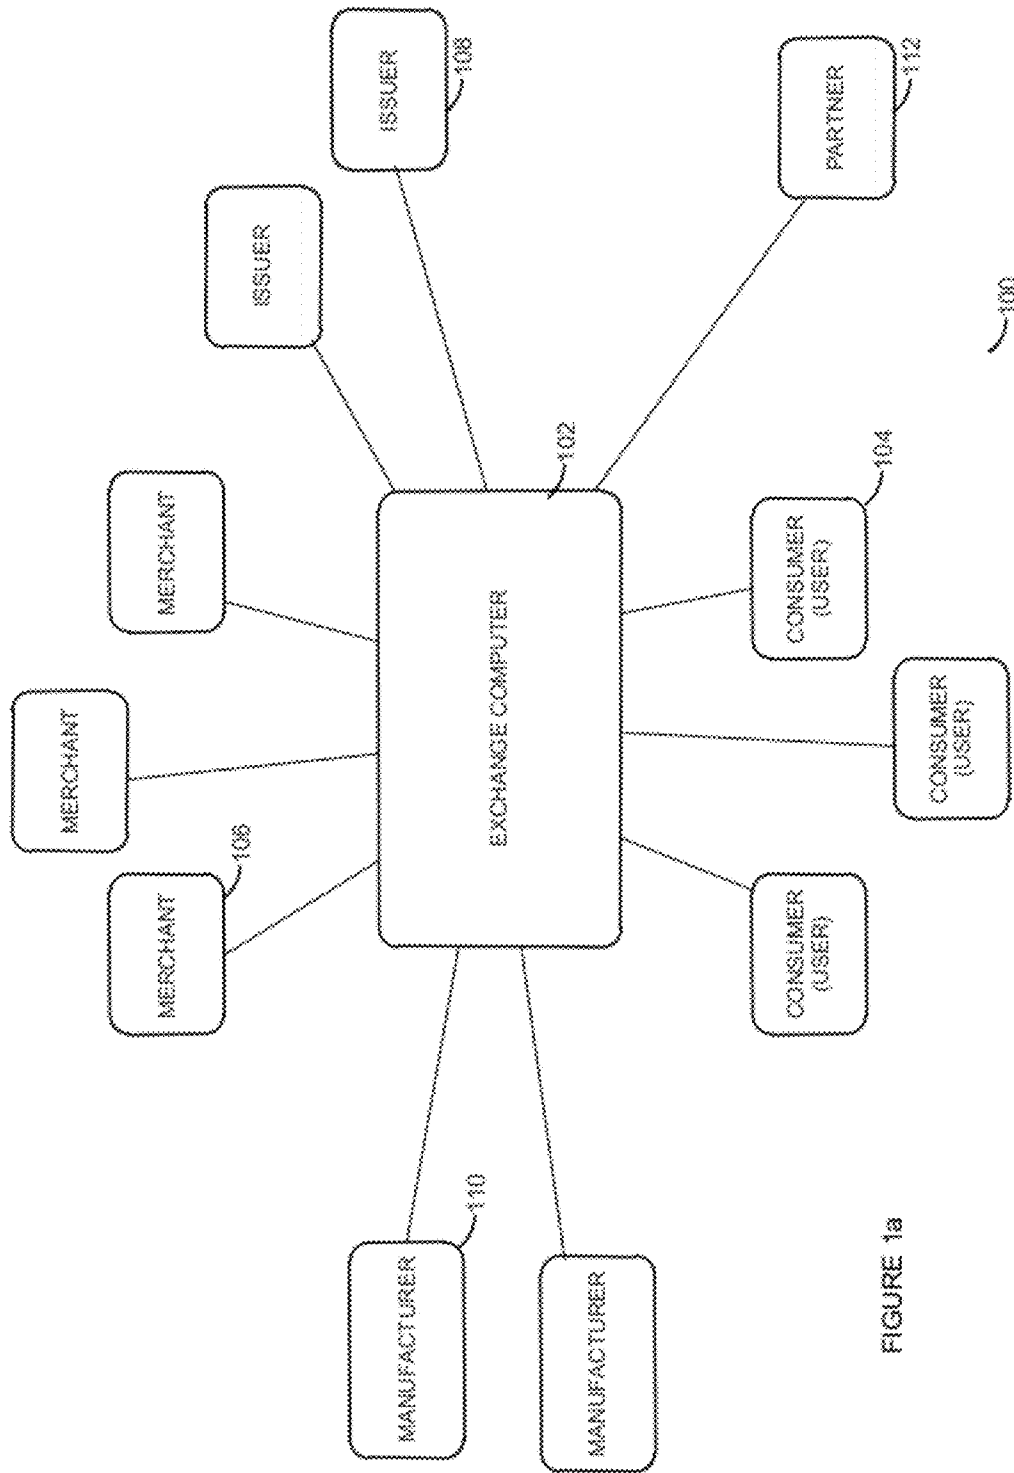 MERCHANT
MERCHANT
MERCHANT
106
ISSUER
ISSUER
108
MANUFACTURER
110
EXCHANGE COMPUTER
102
MANUFACTURER
CONSUMER
(USER)
CONSUMER
(USER)
104
PARTNER
112
CONSUMER
(USER)
100
FIGURE 1a